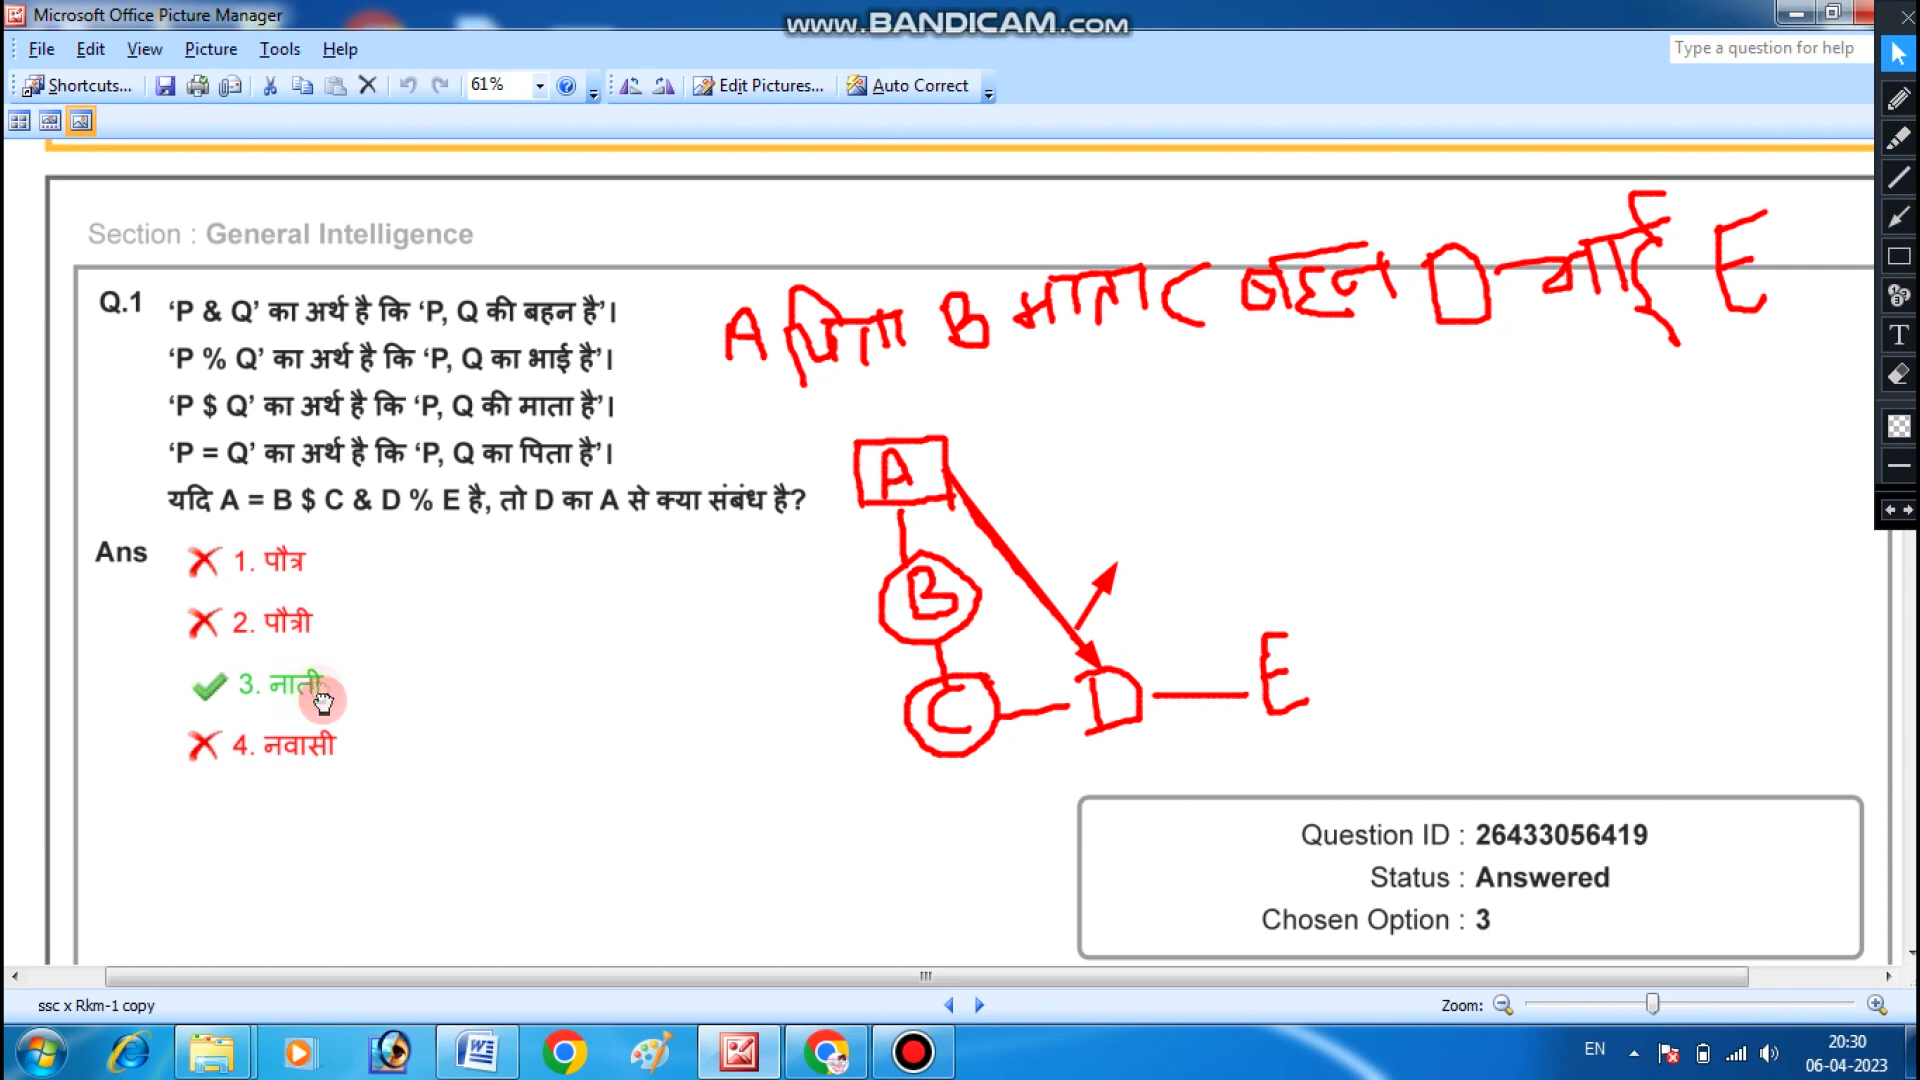 Microsoft Office Picture Manager
www.BANDICAM.com
File Edit View Picture Tools Help
Type a question for help
Shortcuts...
61%
Edit Pictures...
Auto Correct
Section : General Intelligence
A पिता B माता C बहन D भाई E
Q.1 ‘P & Q’ का अर्थ है कि ‘P, Q की बहन है’।
‘P % Q’ का अर्थ है कि ‘P, Q का भाई है’।
‘P $ Q’ का अर्थ है कि ‘P, Q की माता है’।
‘P = Q’ का अर्थ है कि ‘P, Q का पिता है’।
यदि A = B $ C & D % E है, तो D का A से क्या संबंध है?
Ans 1. पौत्र
2. पौत्री
3. नाती
4. नवासी
A
B
C D E
Question ID : 26433056419
Status : Answered
Chosen Option : 3
ssc x Rkm-1 copy
Zoom:
EN
20:30
06-04-2023